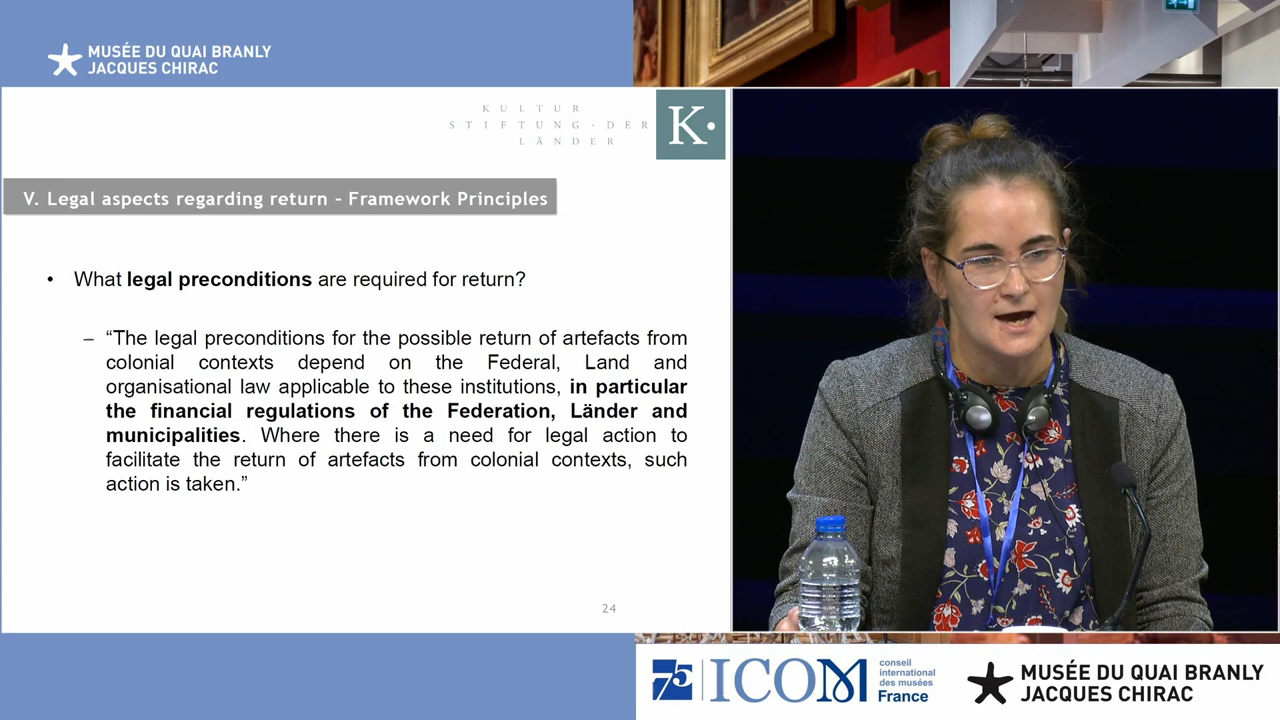 MUSÉE DU QUAI BRANLY
JACQUES CHIRAC
KULTUR
STIFTUNG·DER
LÄNDER
K·
V. Legal aspects regarding return – Framework Principles
• What legal preconditions are required for return?
– “The legal preconditions for the possible return of artefacts from
colonial contexts depend on the Federal, Land and
organisational law applicable to these institutions, in particular
the financial regulations of the Federation, Länder and
municipalities. Where there is a need for legal action to
facilitate the return of artefacts from colonial contexts, such
action is taken.”
24
75
ICOM
conseil
international
des musées
France
MUSÉE DU QUAI BRANLY
JACQUES CHIRAC